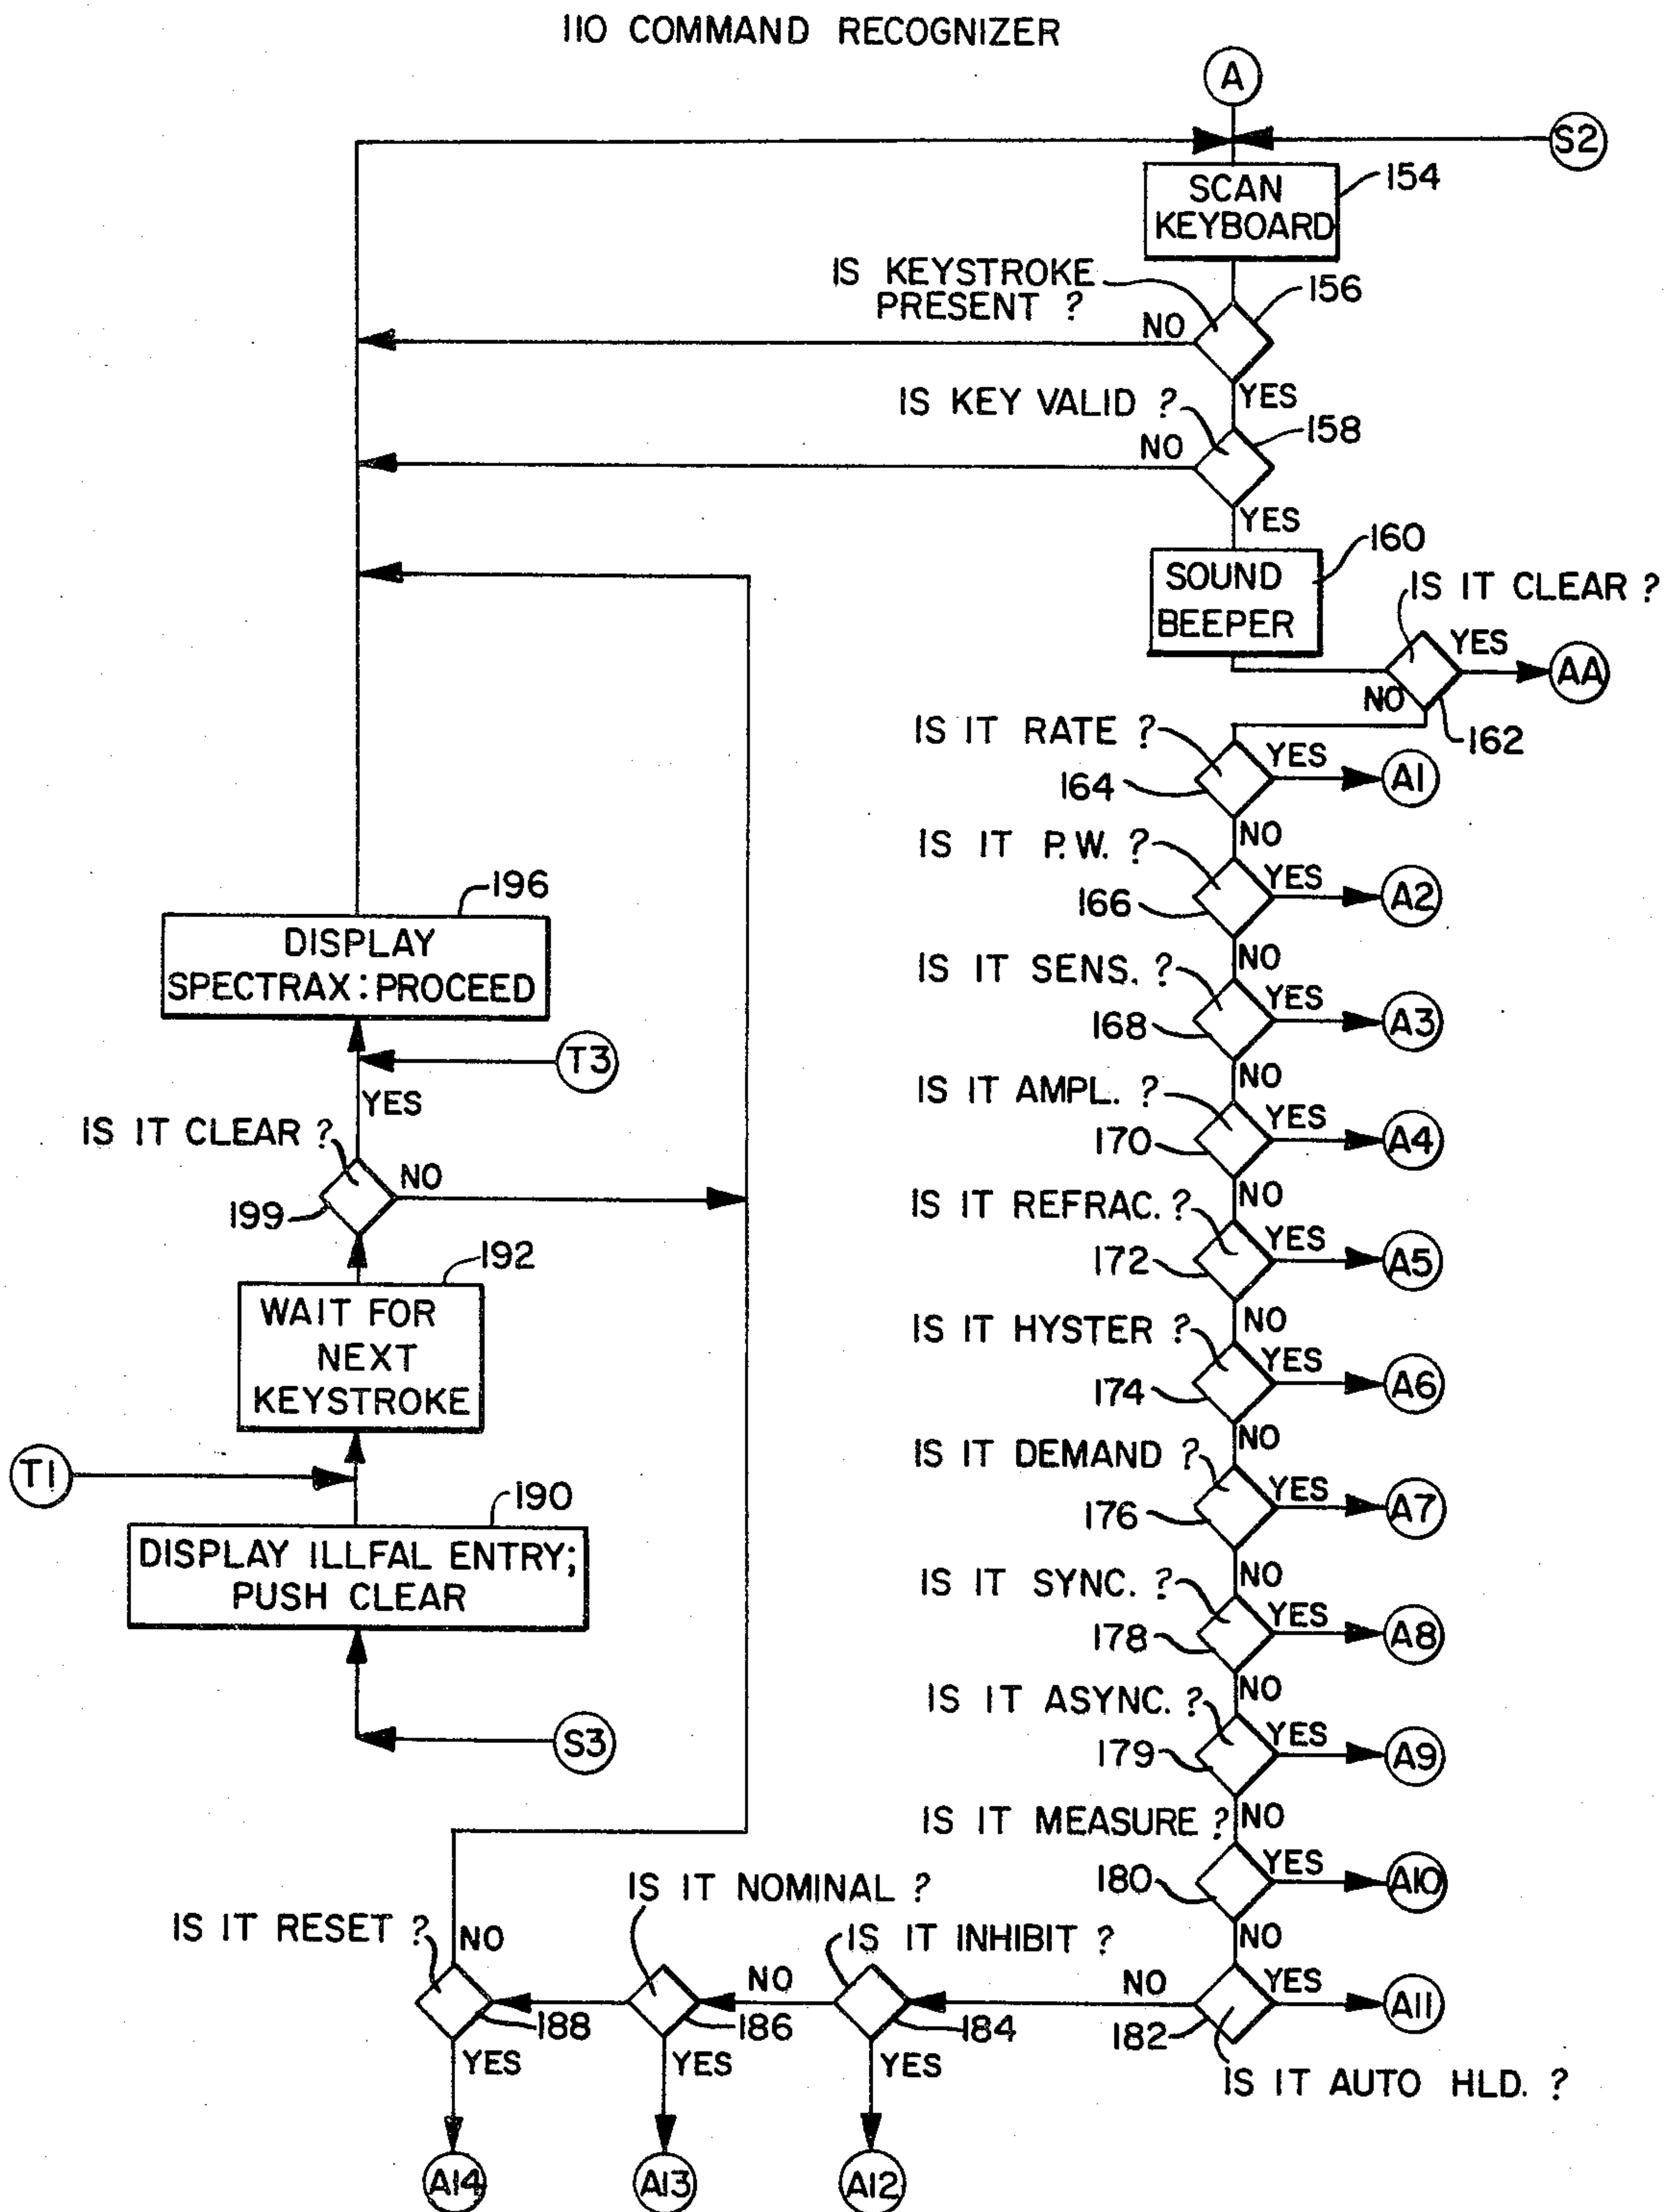 110 COMMAND RECOGNIZER
A
S2
SCAN
KEYBOARD
154
IS KEYSTROKE
PRESENT ?
156
NO
YES
IS KEY VALID ?
158
NO
YES
SOUND
BEEPER
160
IS IT CLEAR ?
YES
AA
NO
162
IS IT RATE ?
164
YES
A1
NO
IS IT P.W. ?
166
YES
A2
NO
IS IT SENS. ?
168
YES
A3
NO
IS IT AMPL. ?
170
YES
A4
NO
IS IT REFRAC. ?
172
YES
A5
NO
IS IT HYSTER ?
174
YES
A6
NO
IS IT DEMAND ?
176
YES
A7
NO
IS IT SYNC. ?
178
YES
A8
NO
IS IT ASYNC. ?
179
YES
A9
NO
IS IT MEASURE ?
180
YES
A10
NO
182
YES
A11
IS IT AUTO HLD. ?
NO
IS IT INHIBIT ?
184
YES
A12
NO
IS IT NOMINAL ?
186
YES
A13
IS IT RESET ?
188
NO
YES
A14
196
DISPLAY
SPECTRAX : PROCEED
T3
YES
IS IT CLEAR ?
NO
199
192
WAIT FOR
NEXT
KEYSTROKE
T1
190
DISPLAY ILLFAL ENTRY;
PUSH CLEAR
S3